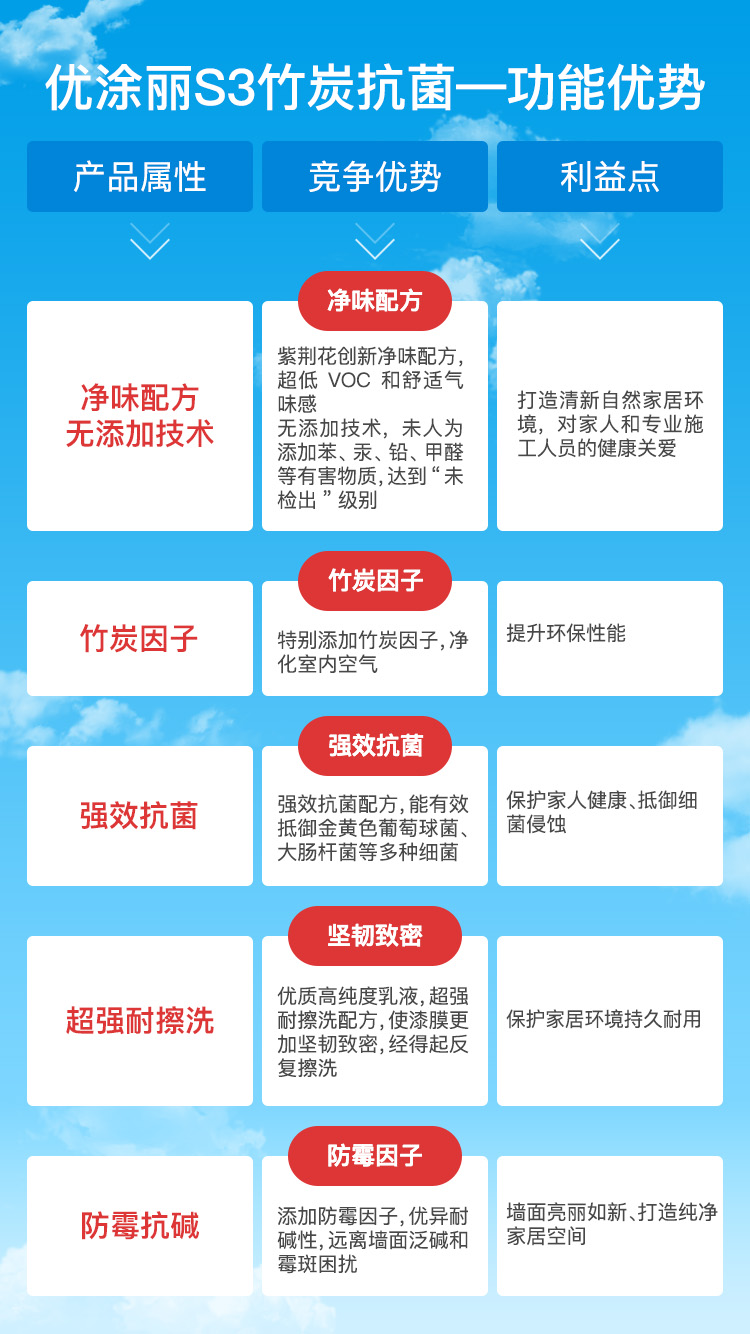 优涂丽S3竹炭抗菌—功能优势
产品属性
竞争优势
利益点
净味配方
无添加技术
净味配方
紫荆花创新净味配方,
超低 VOC 和舒适气
味感
无添加技术，未人为
添加苯、汞、铅、甲醛
等有害物质,达到“未
检出”级别
打造清新自然家居环
境，对家人和专业施
工人员的健康关爱
竹炭因子
竹炭因子
特别添加竹炭因子,净
化室内空气
提升环保性能
强效抗菌
强效抗菌
强效抗菌配方,能有效
抵御金黄色葡萄球菌、
大肠杆菌等多种细菌
保护家人健康、抵御细
菌侵蚀
超强耐擦洗
坚韧致密
优质高纯度乳液,超强
耐擦洗配方,使漆膜更
加坚韧致密,经得起反
复擦洗
保护家居环境持久耐用
防霉抗碱
防霉因子
添加防霉因子,优异耐
碱性,远离墙面泛碱和
霉斑困扰
墙面亮丽如新、打造纯净
家居空间